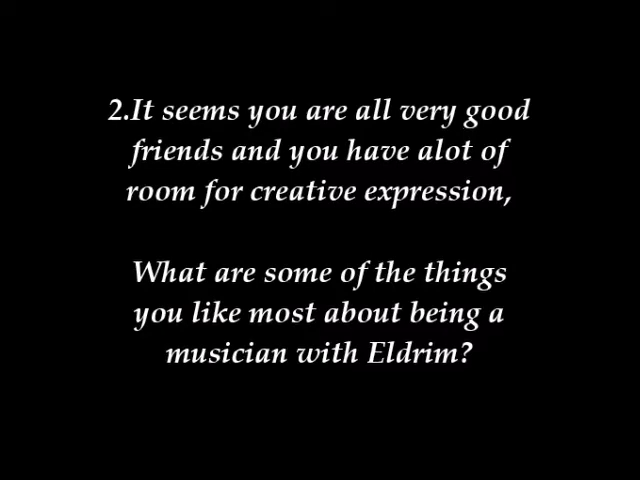 2.It seems you are all very good
friends and you have alot of
room for creative expression,
What are some of the things
you like most about being a
musician with Eldrim?